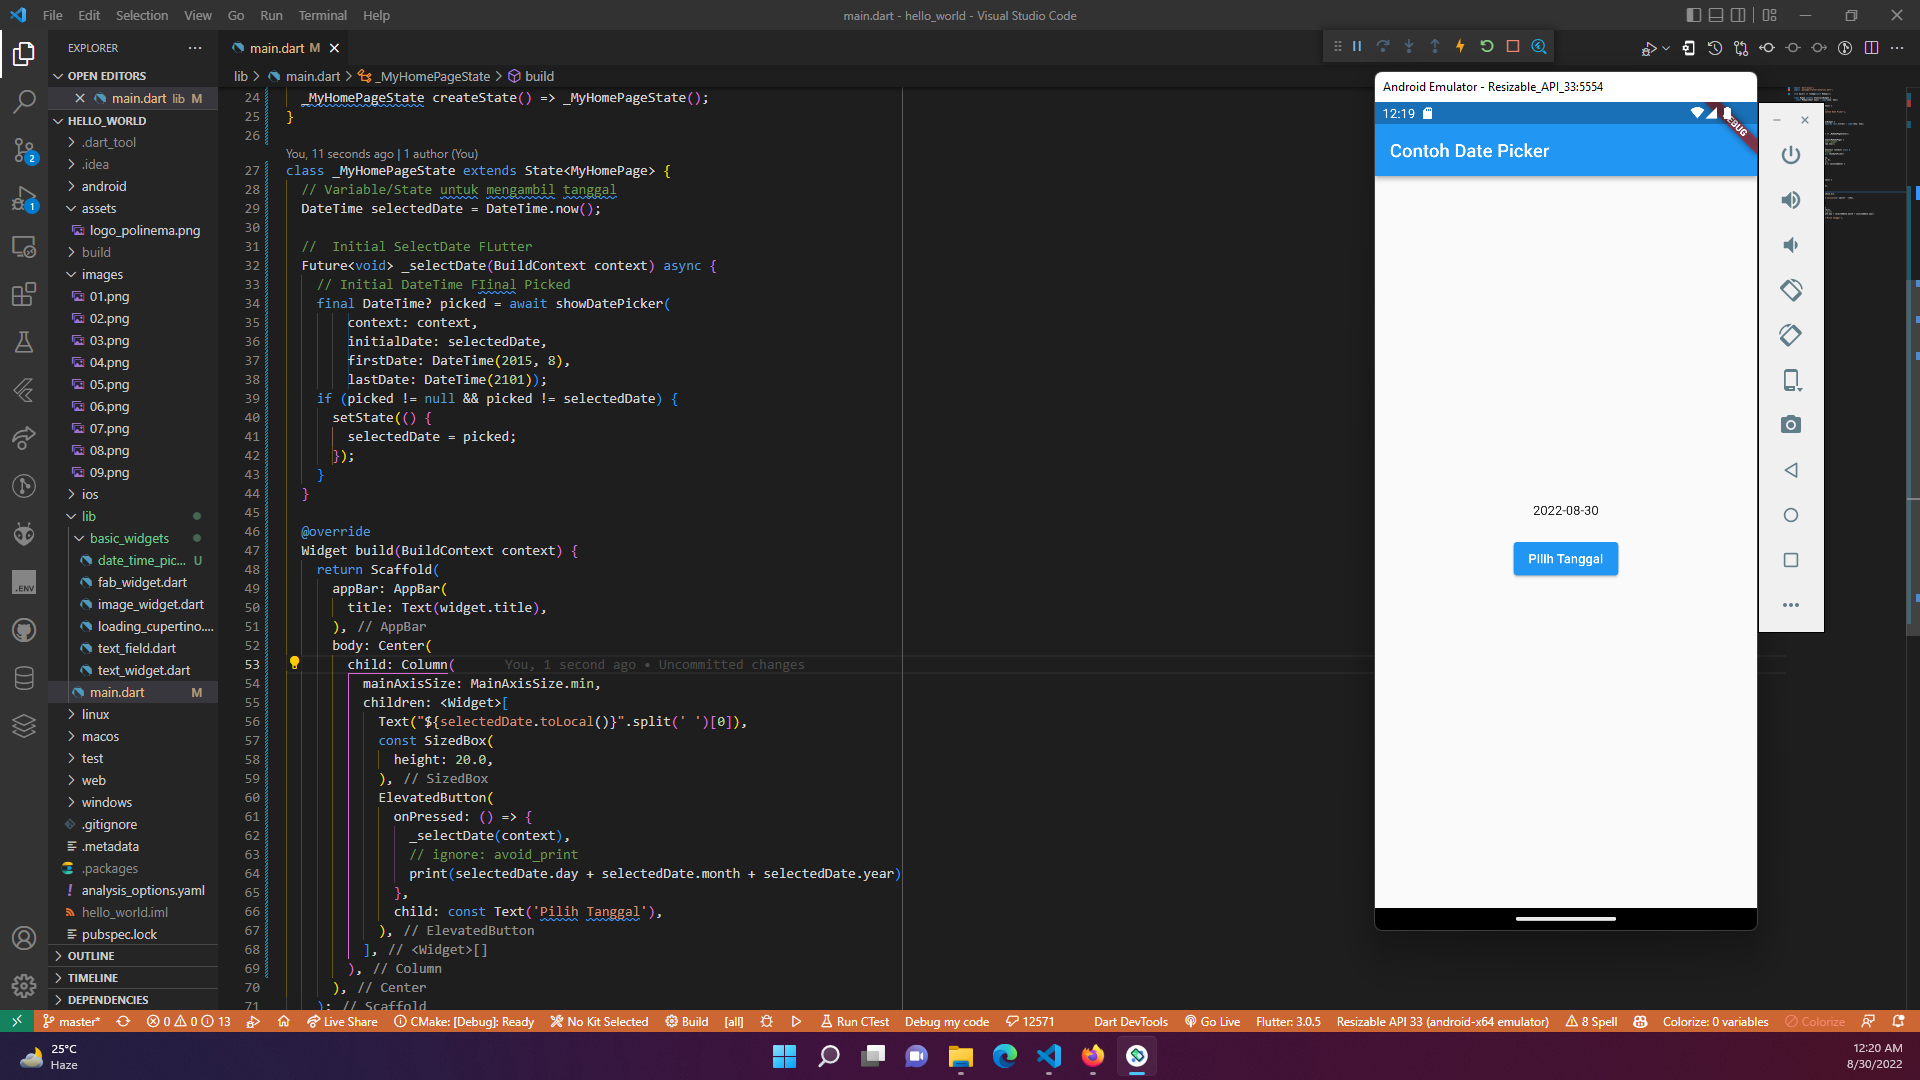 File Edit Selection View Go Run Terminal Help
main.dart - hello_world - Visual Studio Code
EXPLORER
OPEN EDITORS
main.dart lib M
HELLO_WORLD
.dart_tool
.idea
android
assets
logo_polinema.png
build
images
01.png
02.png
03.png
04.png
05.png
06.png
07.png
08.png
09.png
ios
lib
basic_widgets
date_time_pic... U
fab_widget.dart
image_widget.dart
loading_cupertino....
text_field.dart
text_widget.dart
main.dart M
linux
macos
test
web
windows
.gitignore
.metadata
.packages
analysis_options.yaml
hello_world.iml
pubspec.lock
OUTLINE
TIMELINE
DEPENDENCIES
2
1
.ENV
main.dart M
lib > main.dart > _MyHomePageState > build
24 _MyHomePageState createState() => _MyHomePageState();
25 }
26
You, 11 seconds ago | 1 author (You)
27 class _MyHomePageState extends State<MyHomePage> {
28 // Variable/State untuk mengambil tanggal
29 DateTime selectedDate = DateTime.now();
30
31 //  Initial SelectDate FLutter
32 Future<void> _selectDate(BuildContext context) async {
33 // Initial DateTime FIinal Picked
34 final DateTime? picked = await showDatePicker(
35 context: context,
36 initialDate: selectedDate,
37 firstDate: DateTime(2015, 8),
38 lastDate: DateTime(2101));
39 if (picked != null && picked != selectedDate) {
40 setState(() {
41 selectedDate = picked;
42 });
43 }
44 }
45
46 @override
47 Widget build(BuildContext context) {
48 return Scaffold(
49 appBar: AppBar(
50 title: Text(widget.title),
51 ), // AppBar
52 body: Center(
53 child: Column( You, 1 second ago • Uncommitted changes
54 mainAxisSize: MainAxisSize.min,
55 children: <Widget>[
56 Text("${selectedDate.toLocal()}".split(' ')[0]),
57 const SizedBox(
58 height: 20.0,
59 ), // SizedBox
60 ElevatedButton(
61 onPressed: () => {
62 _selectDate(context),
63 // ignore: avoid_print
64 print(selectedDate.day + selectedDate.month + selectedDate.year)
65 },
66 child: const Text('Pilih Tanggal'),
67 ), // ElevatedButton
68 ], // <Widget>[]
69 ), // Column
70 ), // Center
71 ); // Scaffold
Android Emulator - Resizable_API_33:5554
12:19
DEBUG
Contoh Date Picker
2022-08-30
Pilih Tanggal
master* 0 0 13 Live Share CMake: [Debug]: Ready No Kit Selected Build [all] Run CTest Debug my code 12571 Dart DevTools Go Live Flutter: 3.0.5 Resizable API 33 (android-x64 emulator) 8 Spell Colorize: 0 variables Colorize
25°C
Haze
12:20 AM
8/30/2022